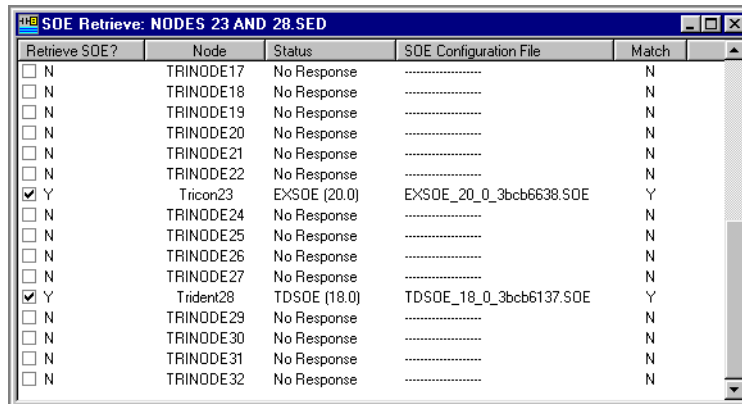 SOE Retrieve: NODES 23 AND 28.SED
Retrieve SOE? Node Status SOE Configuration File Match
N TRINODE17 No Response ------------------- N
N TRINODE18 No Response ------------------- N
N TRINODE19 No Response ------------------- N
N TRINODE20 No Response ------------------- N
N TRINODE21 No Response ------------------- N
N TRINODE22 No Response ------------------- N
Y Tricon23 EXSOE (20.0) EXSOE_20_0_3bcb6638.SOE Y
N TRINODE24 No Response ------------------- N
N TRINODE25 No Response ------------------- N
N TRINODE26 No Response ------------------- N
N TRINODE27 No Response ------------------- N
Y Trident28 TDSOE (18.0) TDSOE_18_0_3bcb6137.SOE Y
N TRINODE29 No Response ------------------- N
N TRINODE30 No Response ------------------- N
N TRINODE31 No Response ------------------- N
N TRINODE32 No Response ------------------- N